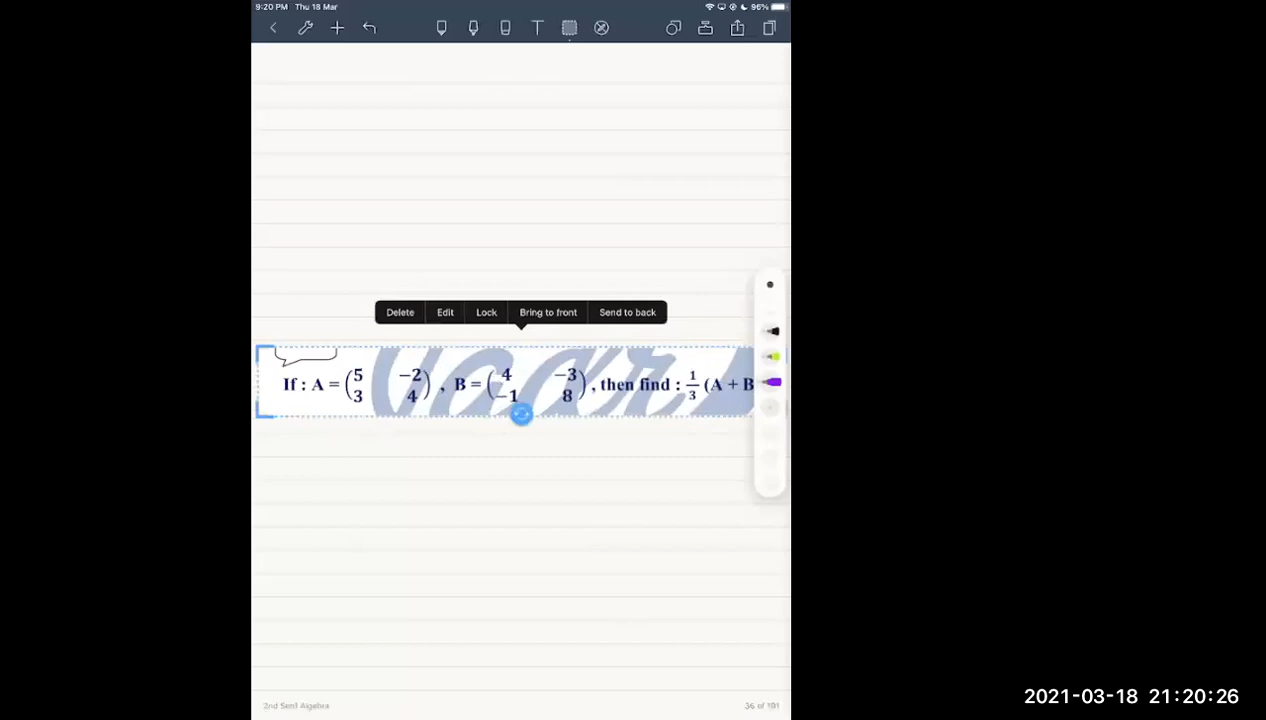 9:20 PM Thu 18 Mar 96%
T
Delete Edit Lock Bring to front Send to back
If : A = (5 −2 , B = (4 −3 , then find : 1/3 (A + B
3 4) −1 8)
2nd Sen1 Algebra 36 of 191
2021-03-18 21:20:26